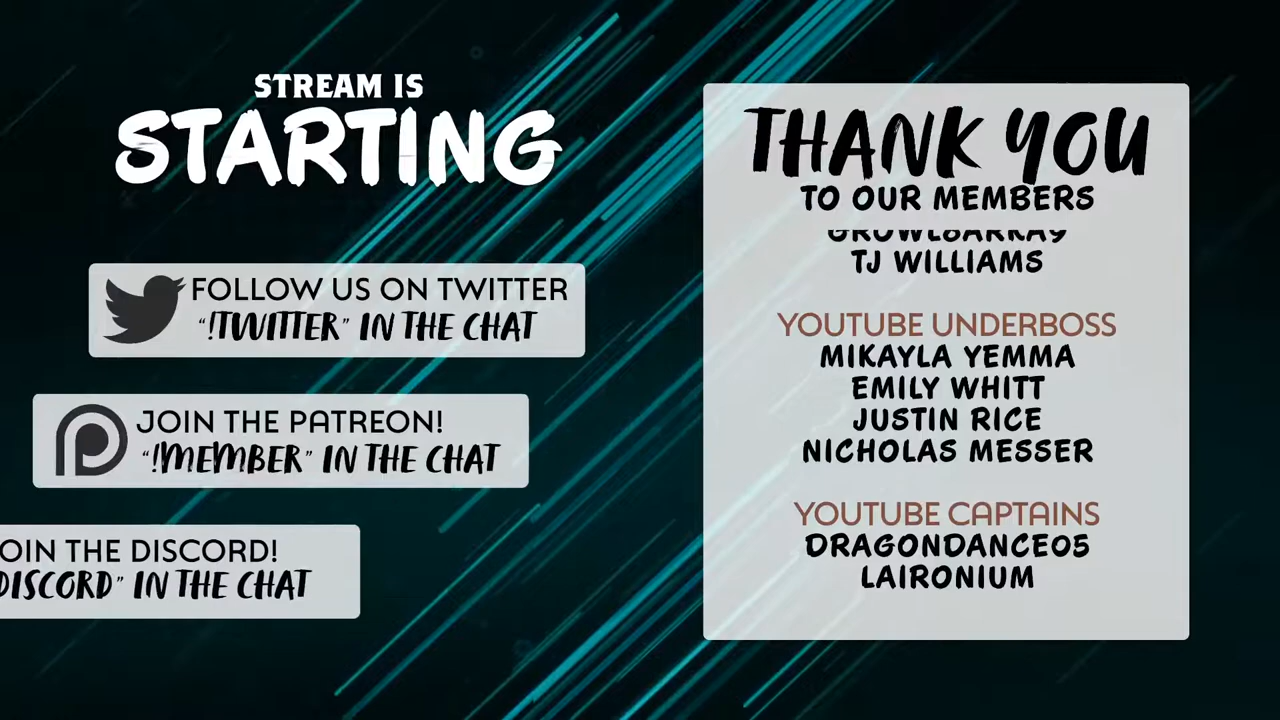 STREAM IS
STARTING
FOLLOW US ON TWITTER
"!TWITTER" IN THE CHAT
JOIN THE PATREON!
"!MEMBER" IN THE CHAT
OIN THE DISCORD!
DISCORD" IN THE CHAT
THANK YOU
TO OUR MEMBERS
TJ WILLIAMS
YOUTUBE UNDERBOSS
MIKAYLA YEMMA
EMILY WHITT
JUSTIN RICE
NICHOLAS MESSER
YOUTUBE CAPTAINS
DRAGONDANCE05
LAIRONIUM